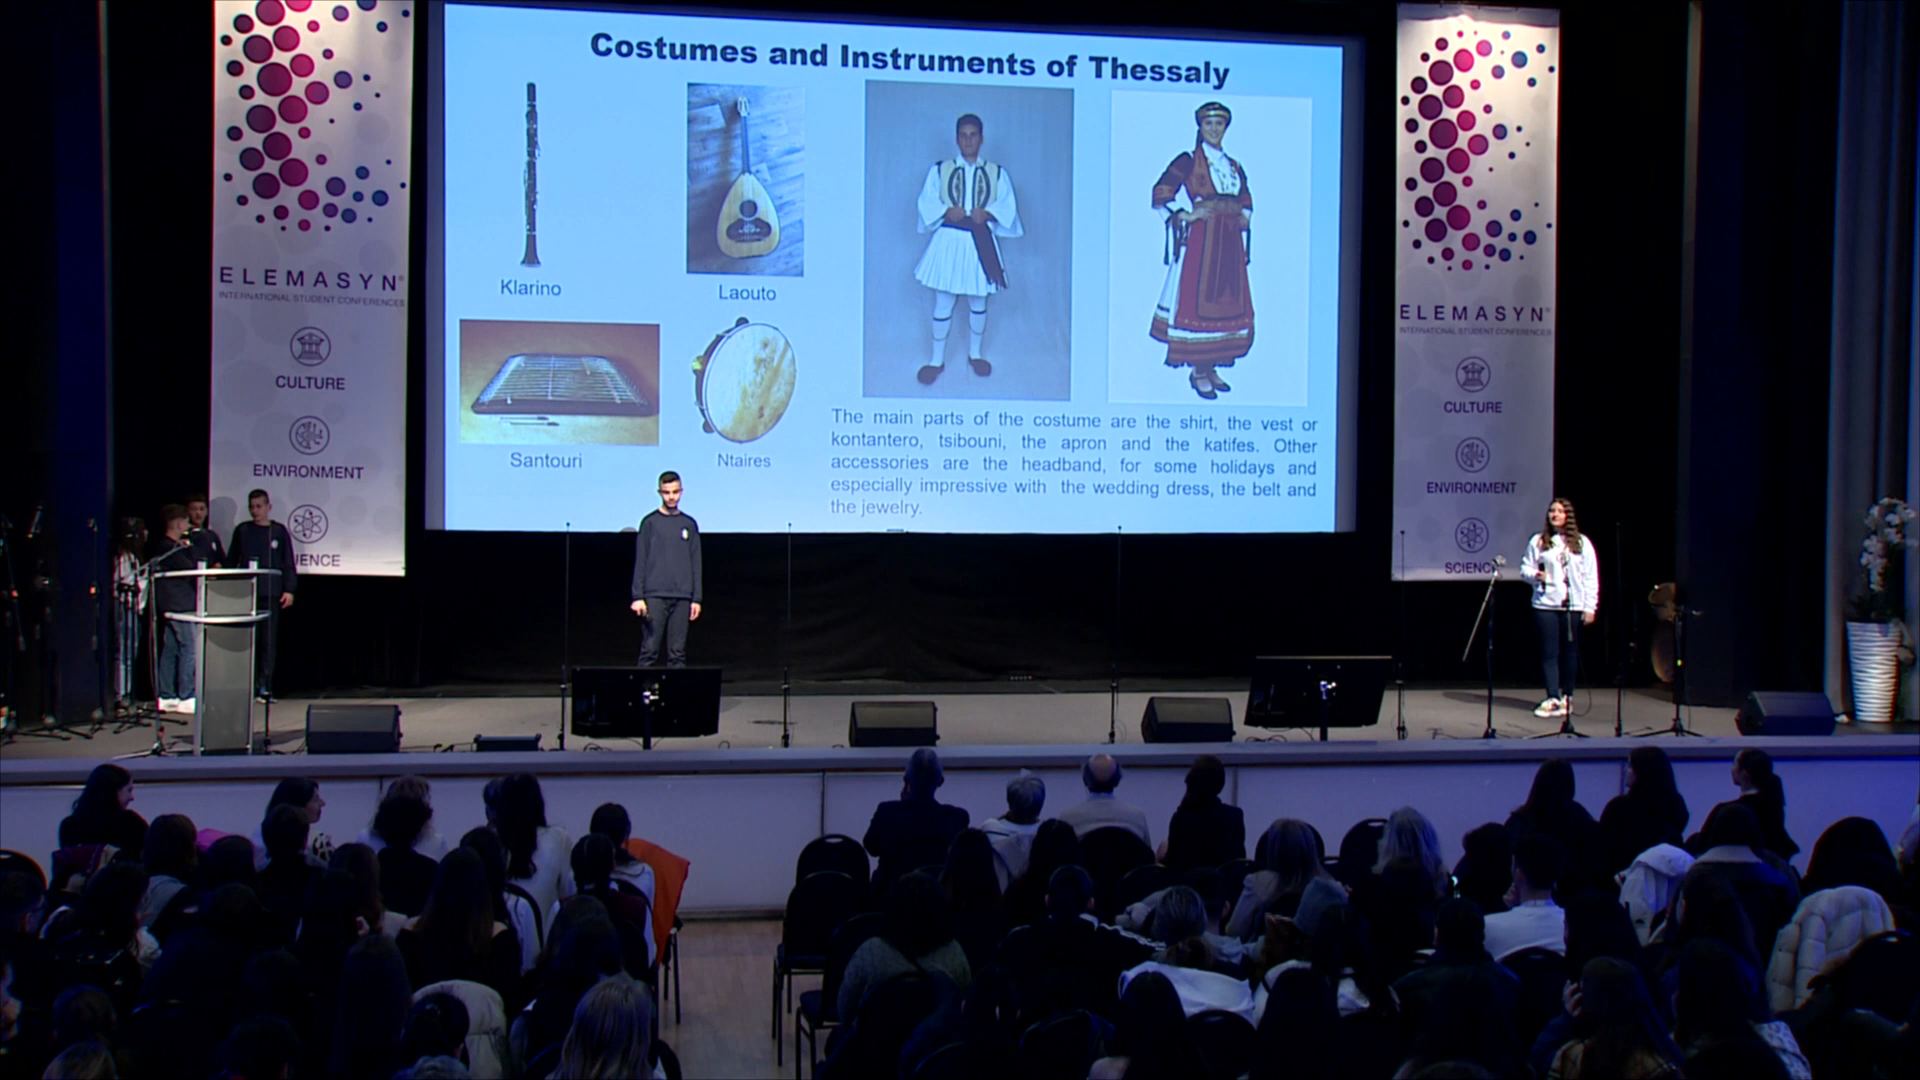 Costumes and Instruments of Thessaly
Klarino
Laouto
Santouri
Ntaires
The main parts of the costume are the shirt, the vest or
kontantero, tsibouni, the apron and the katifes. Other
accessories are the headband, for some holidays and
especially impressive with the wedding dress, the belt and
the jewelry.
ELEMASYN®
INTERNATIONAL STUDENT CONFERENCES
CULTURE
ENVIRONMENT
IENCE
ELEMASYN®
INTERNATIONAL STUDENT CONFERENCES
CULTURE
ENVIRONMENT
SCIENC